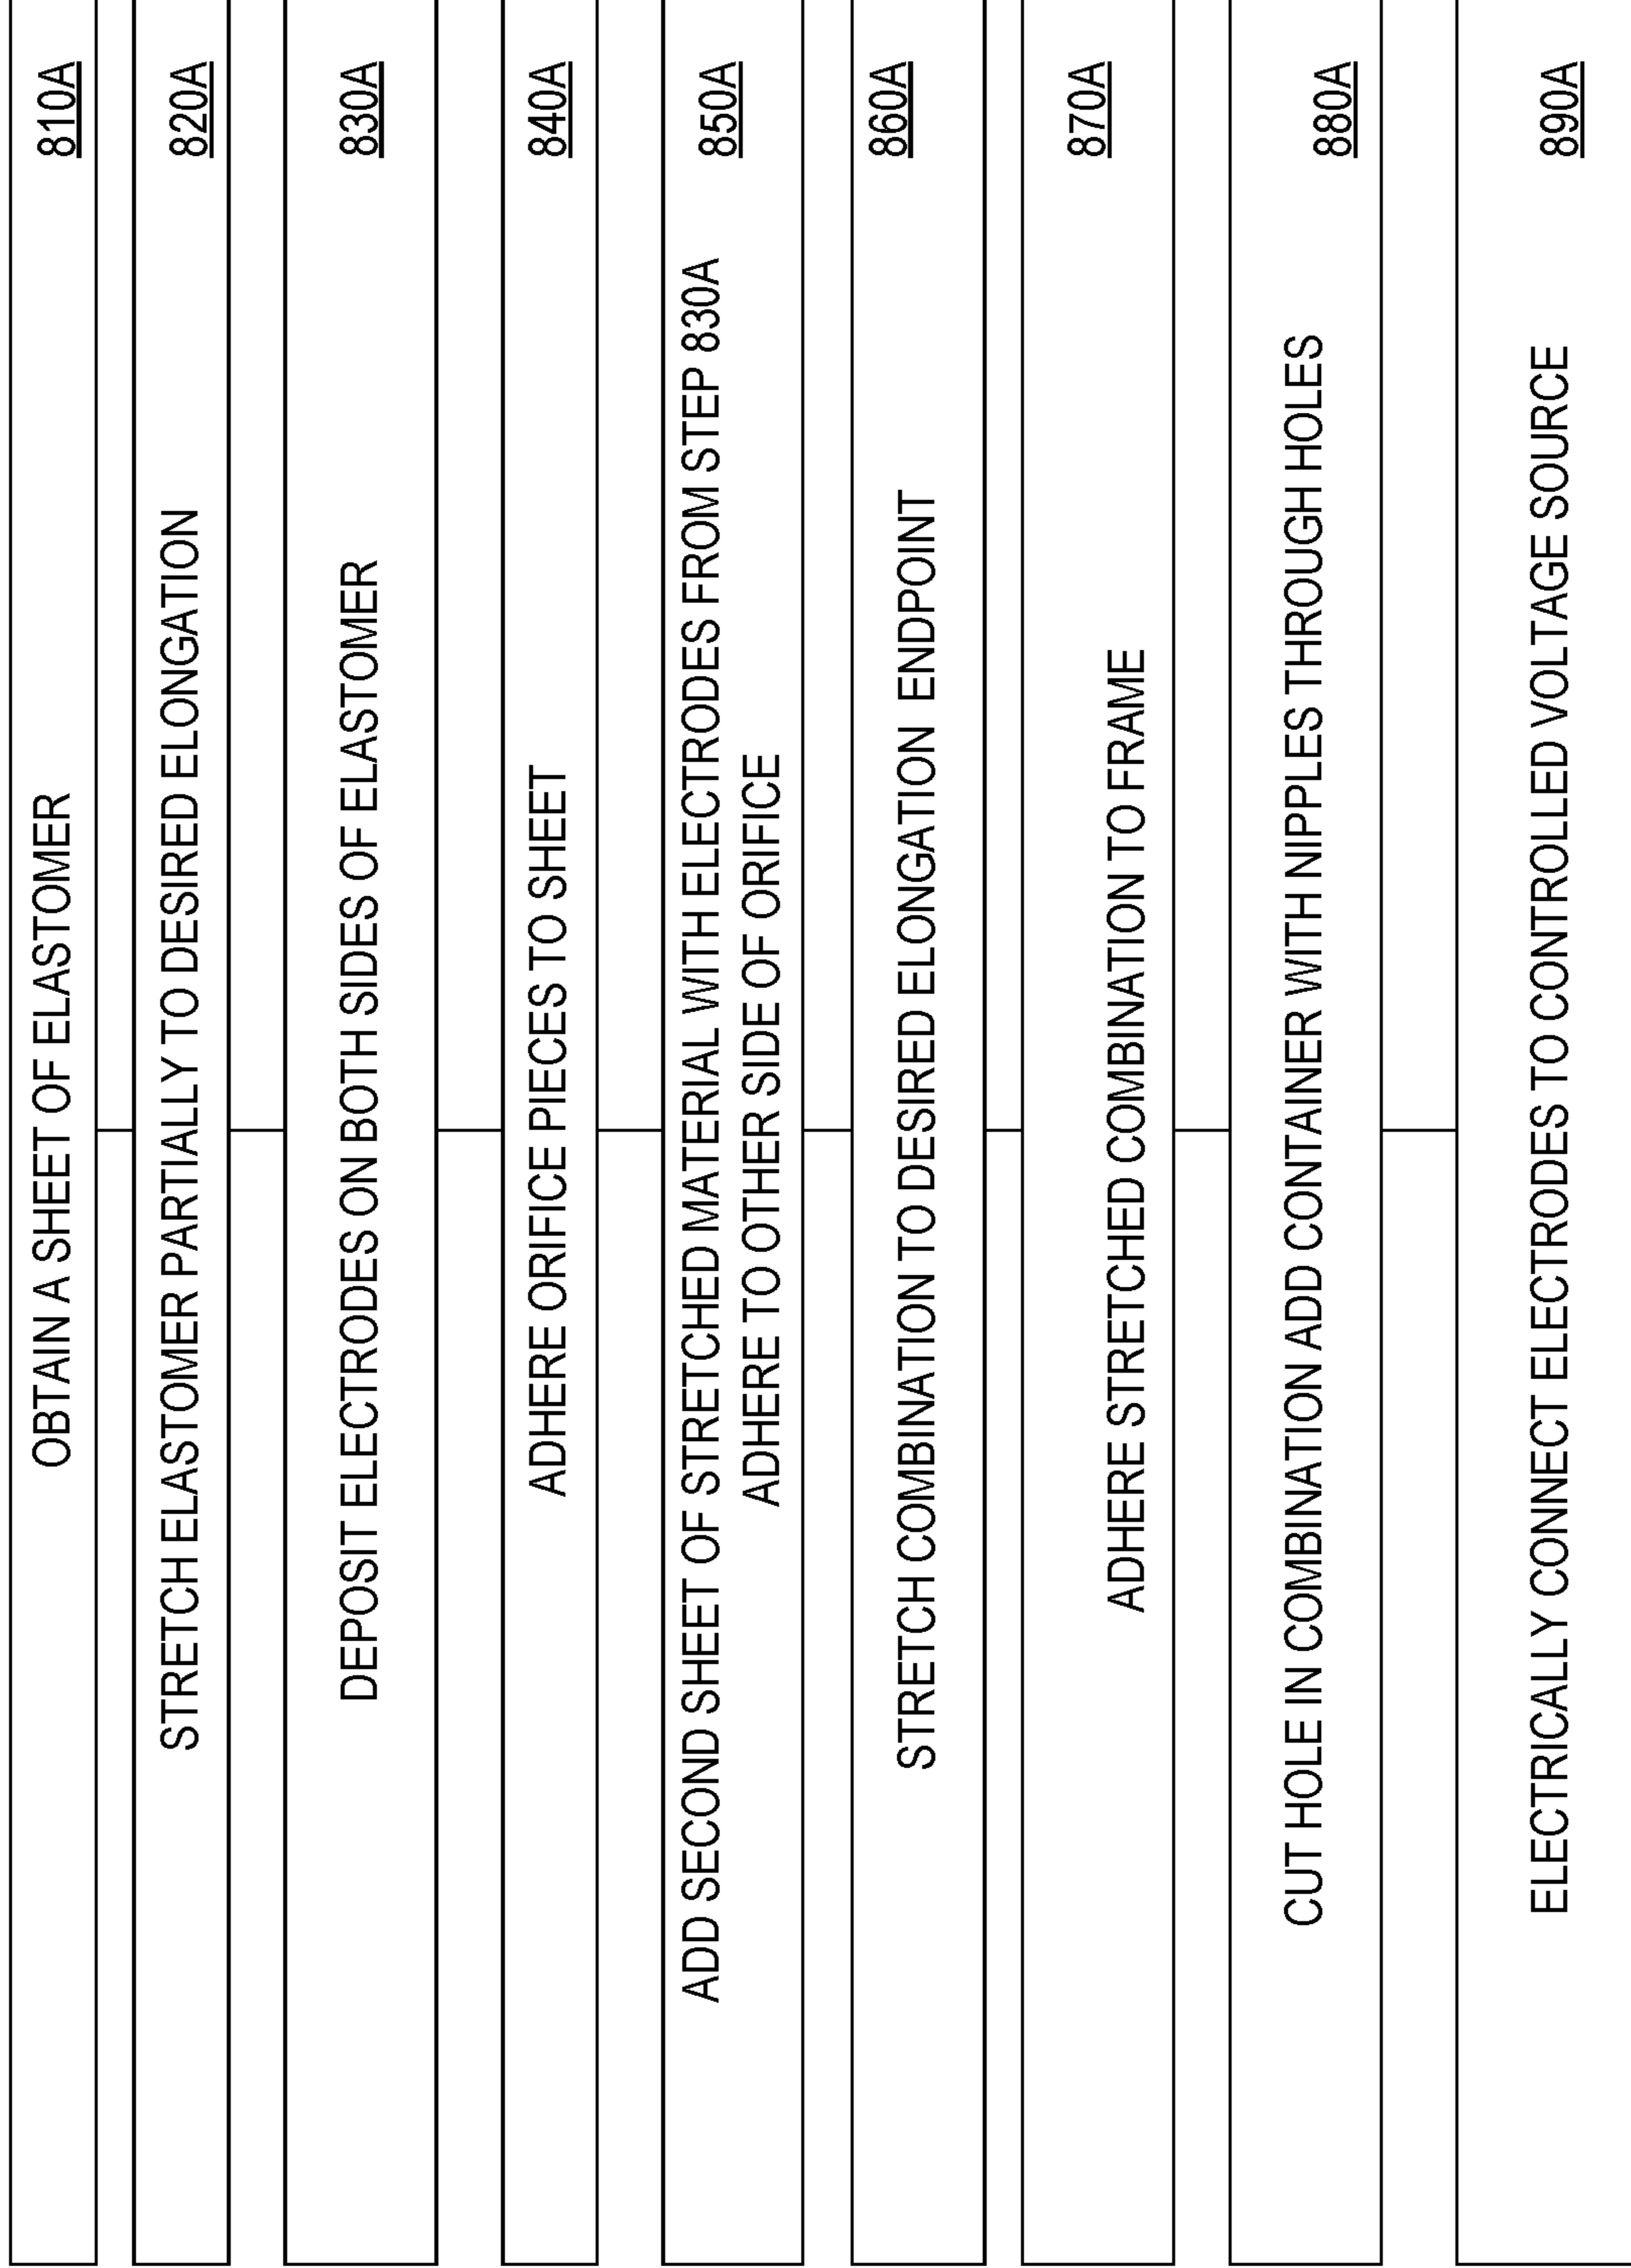 OBTAIN A SHEET OF ELASTOMER 810A
STRETCH ELASTOMER PARTIALLY TO DESIRED ELONGATION 820A
DEPOSIT ELECTRODES ON BOTH SIDES OF ELASTOMER 830A
ADHERE ORIFICE PIECES TO SHEET 840A
ADD SECOND SHEET OF STRETCHED MATERIAL WITH ELECTRODES FROM STEP 830A 850A
ADHERE TO OTHER SIDE OF ORIFICE
STRETCH COMBINATION TO DESIRED ELONGATION ENDPOINT 860A
ADHERE STRETCHED COMBINATION TO FRAME 870A
CUT HOLE IN COMBINATION ADD CONTAINER WITH NIPPLES THROUGH HOLES 880A
ELECTRICALLY CONNECT ELECTRODES TO CONTROLLED VOLTAGE SOURCE 890A